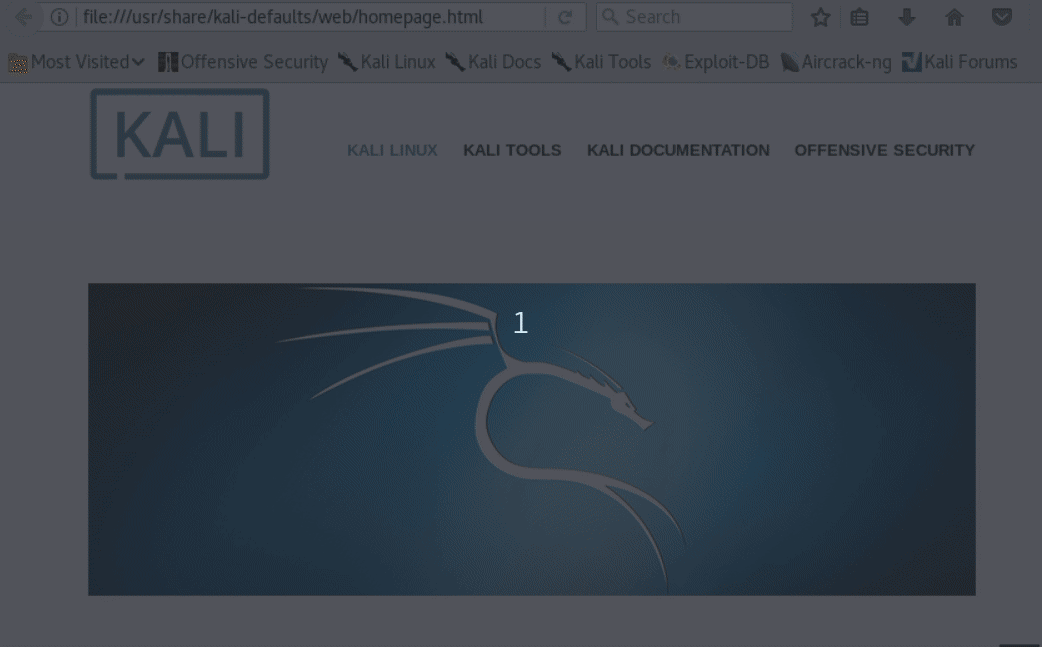 file:///usr/share/kali-defaults/web/homepage.html Search
Most Visited Offensive Security Kali Linux Kali Docs Kali Tools Exploit-DB Aircrack-ng Kali Forums
KALI
KALI LINUX KALI TOOLS KALI DOCUMENTATION OFFENSIVE SECURITY
1